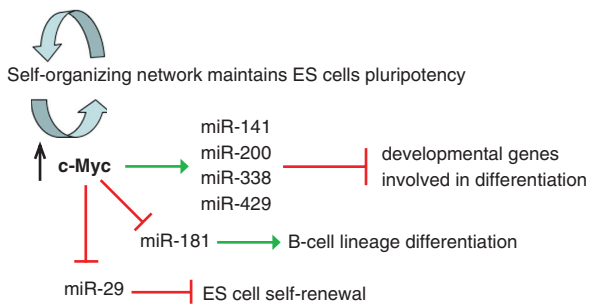 Self-organizing network maintains ES cells pluripotency
c-Myc
miR-141
miR-200
miR-338
miR-429
developmental genes
involved in differentiation
miR-181
B-cell lineage differentiation
miR-29
ES cell self-renewal